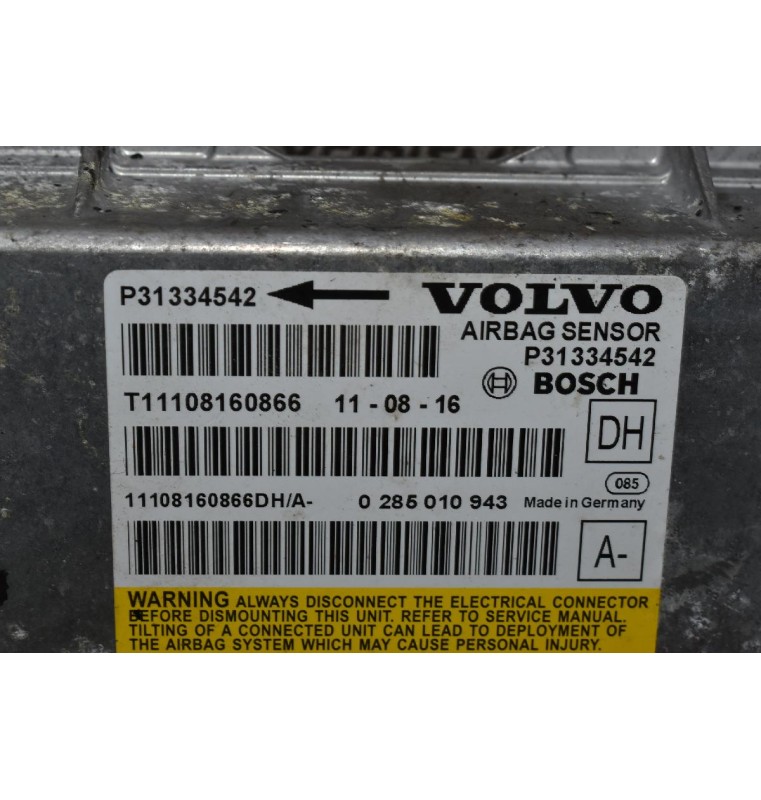 P31334542 VOLVO
AIRBAG SENSOR
P31334542
BOSCH
T11108160866 11-08-16
DH
085
11108160866DH/A- 0 285 010 943 Made in Germany
A-
WARNING ALWAYS DISCONNECT THE ELECTRICAL CONNECTOR
BEFORE DISMOUNTING THIS UNIT. REFER TO SERVICE MANUAL.
TILTING OF A CONNECTED UNIT CAN LEAD TO DEPLOYMENT OF
THE AIRBAG SYSTEM WHICH MAY CAUSE PERSONAL INJURY.